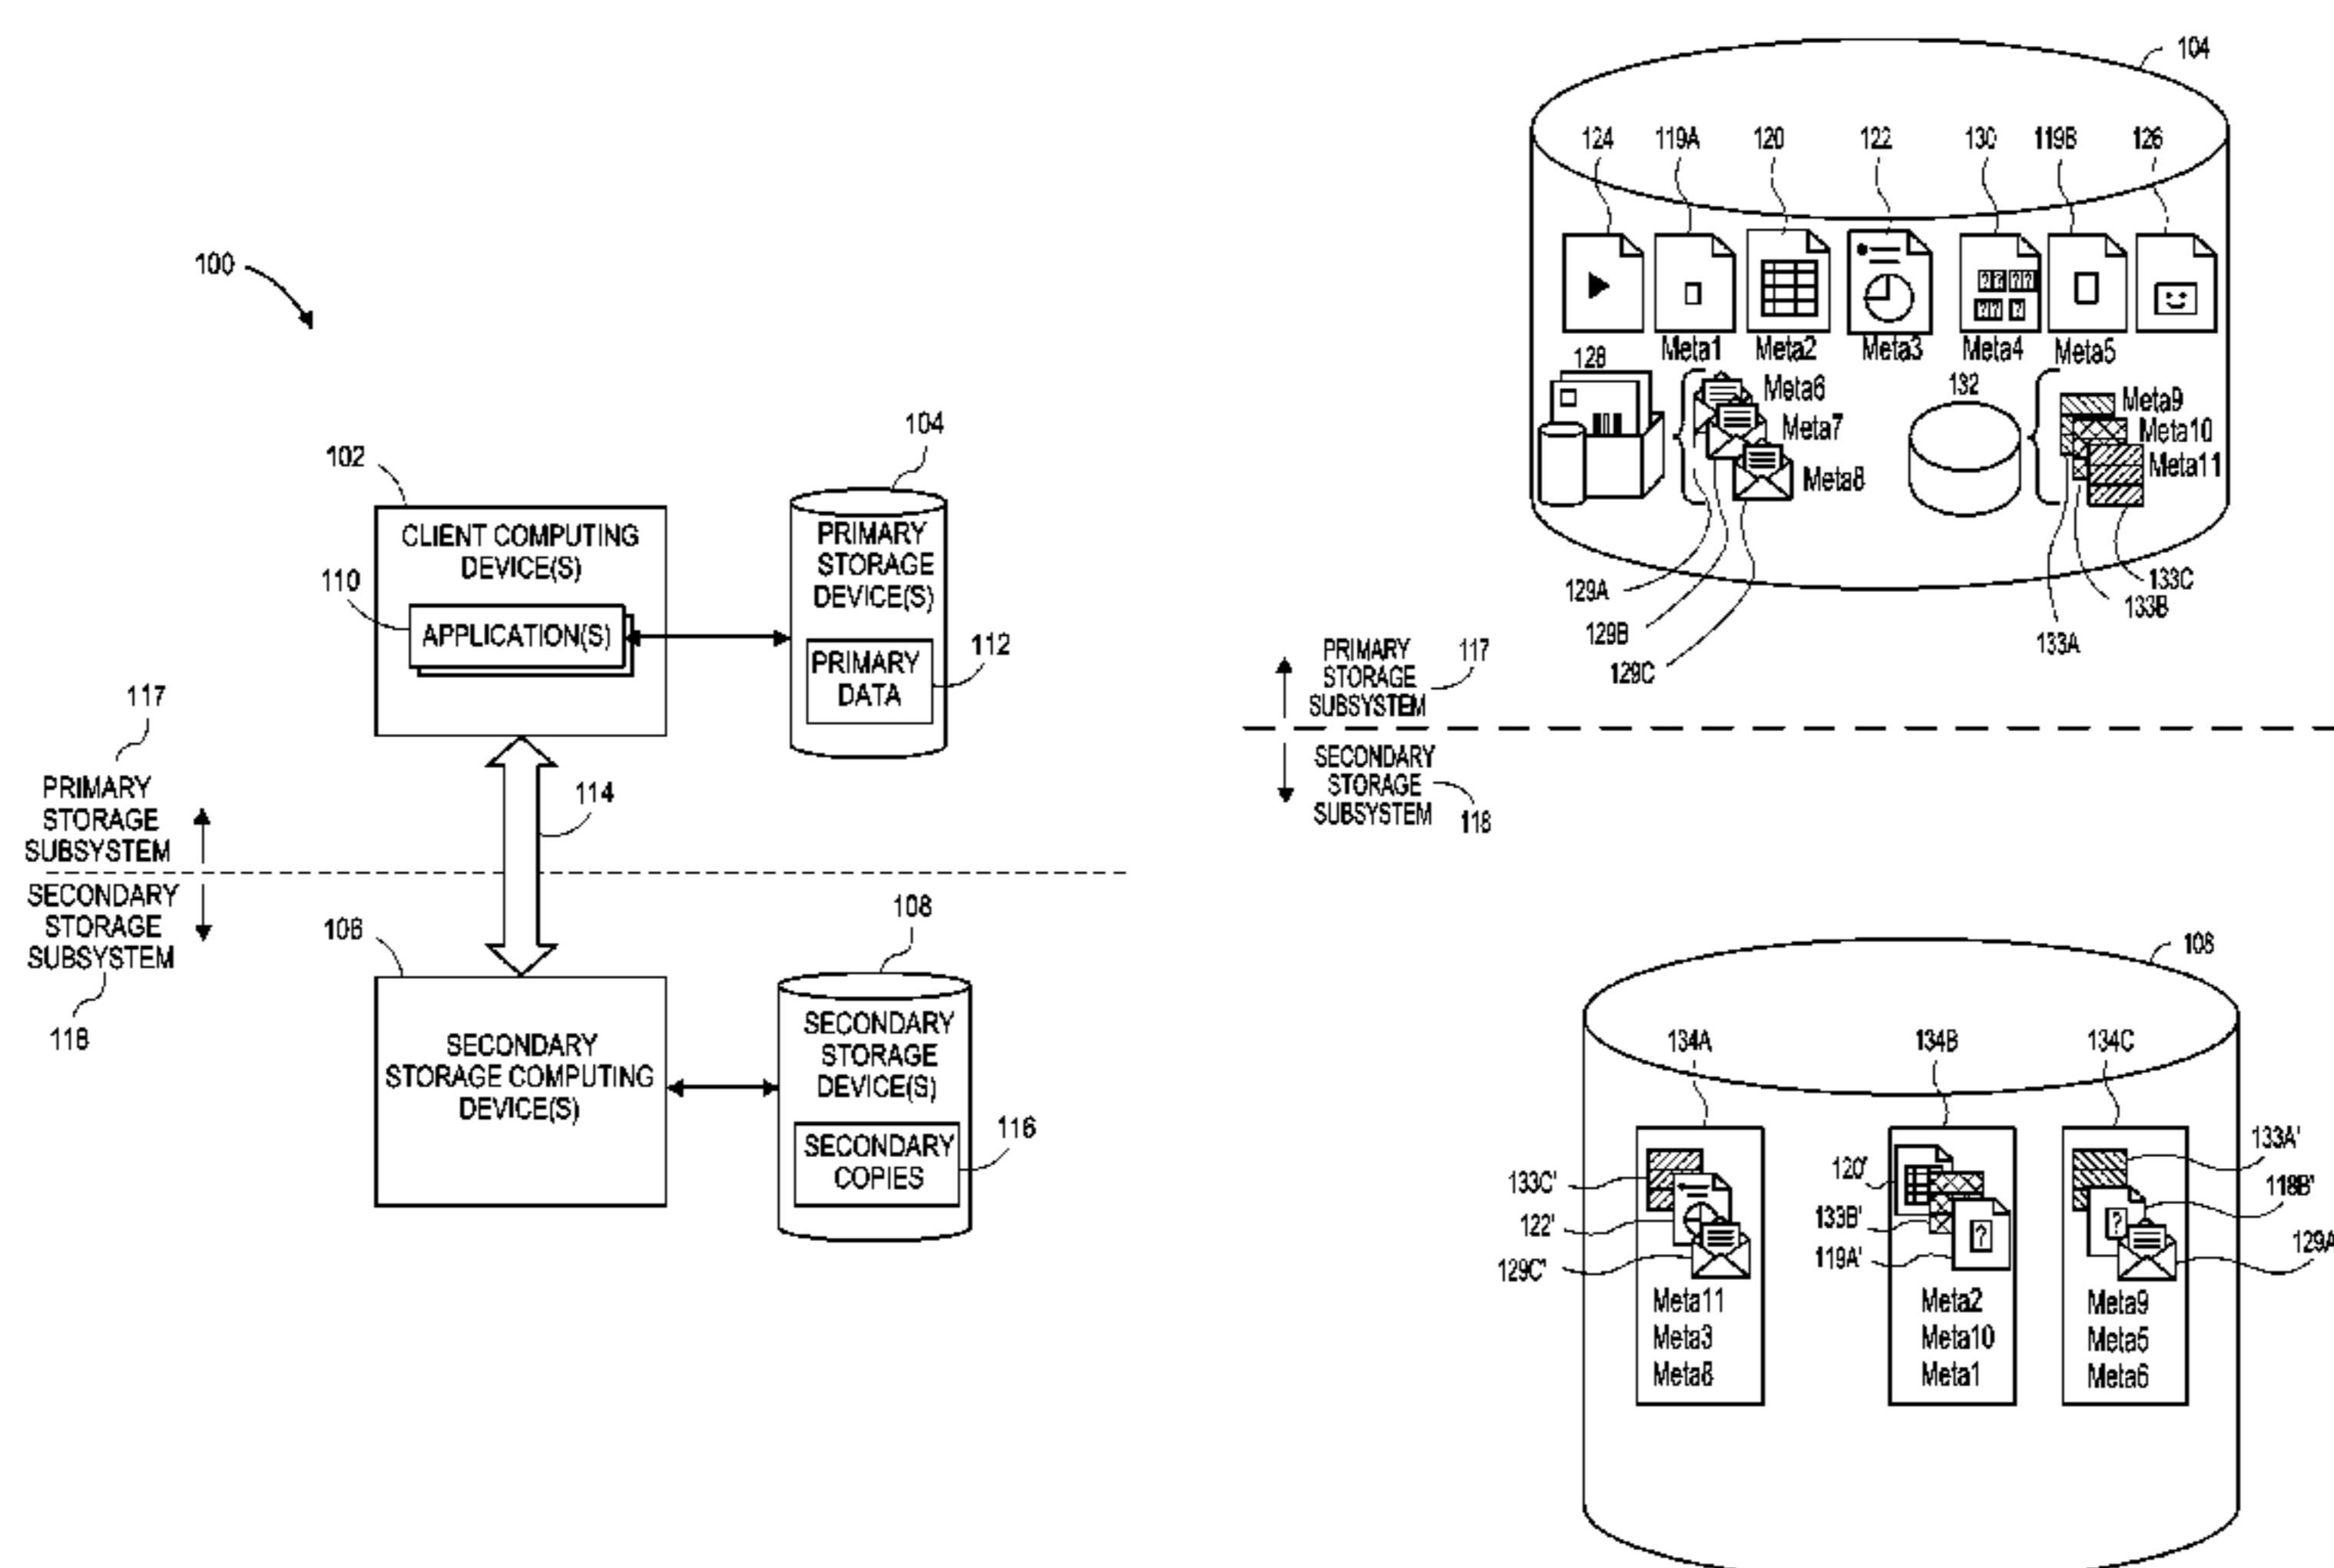 100
102
CLIENT COMPUTING
DEVICE(S)
110
APPLICATION(S)
104
PRIMARY
STORAGE
DEVICE(S)
PRIMARY
DATA
112
117
PRIMARY
STORAGE
SUBSYSTEM
114
SECONDARY
STORAGE
SUBSYSTEM
118
106
SECONDARY
STORAGE COMPUTING
DEVICE(S)
108
SECONDARY
STORAGE
DEVICE(S)
SECONDARY
COPIES
116
104
124 119A 120 122 130 119B 126
Meta1 Meta2 Meta3 Meta4 Meta5
128
Meta6
Meta7
Meta8
132
Meta9
Meta10
Meta11
129A
129B
129C
133C
133B
133A
PRIMARY
STORAGE
SUBSYSTEM
117
SECONDARY
STORAGE
SUBSYSTEM
118
108
134A 134B 134C
133C'
122'
129C'
Meta11
Meta3
Meta8
120'
133B'
119A'
?
Meta2
Meta10
Meta1
133A'
118B'
129A
?
Meta9
Meta5
Meta6